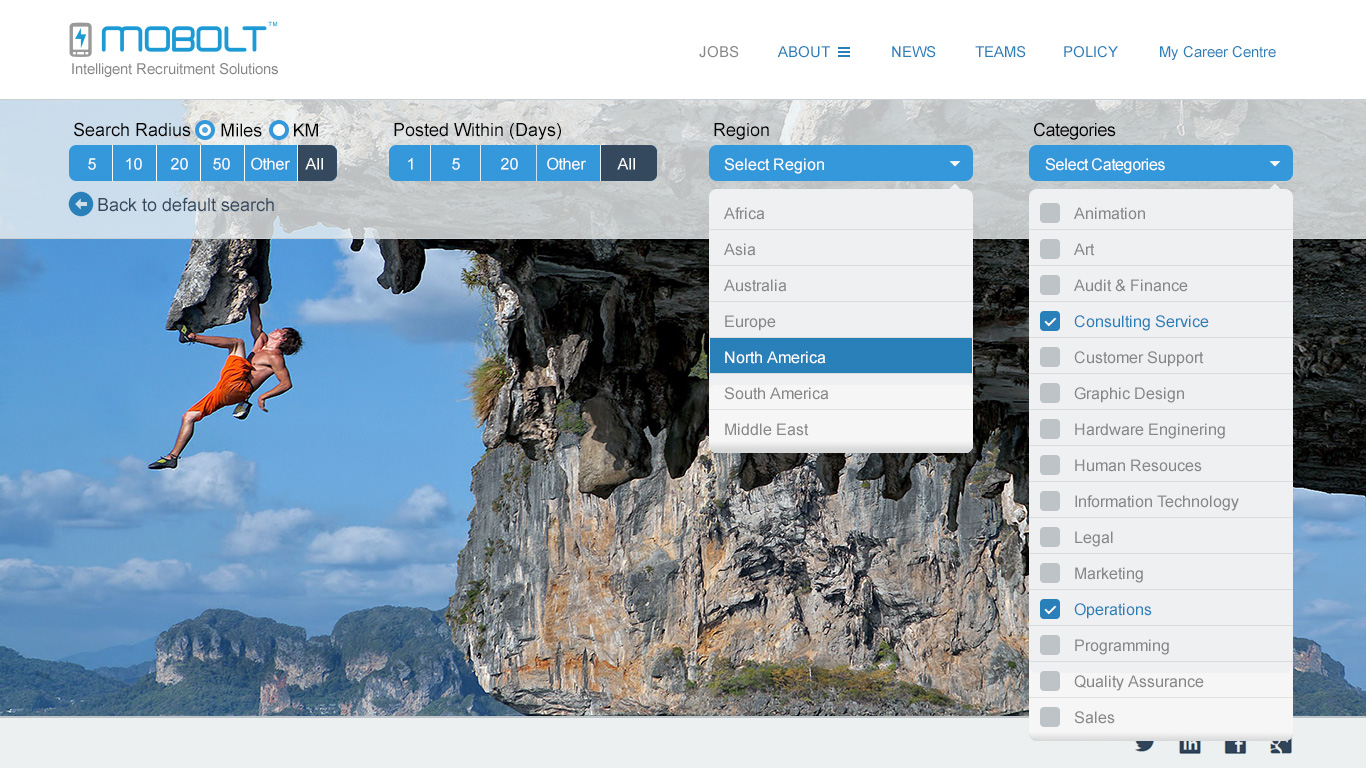 MOBOLT™
Intelligent Recruitment Solutions
JOBS ABOUT NEWS TEAMS POLICY My Career Centre
Search Radius Miles KM
5 10 20 50 Other All
Back to default search
Posted Within (Days)
1 5 20 Other All
Region
Select Region
Africa
Asia
Australia
Europe
North America
South America
Middle East
Categories
Select Categories
Animation
Art
Audit & Finance
Consulting Service
Customer Support
Graphic Design
Hardware Enginering
Human Resouces
Information Technology
Legal
Marketing
Operations
Programming
Quality Assurance
Sales